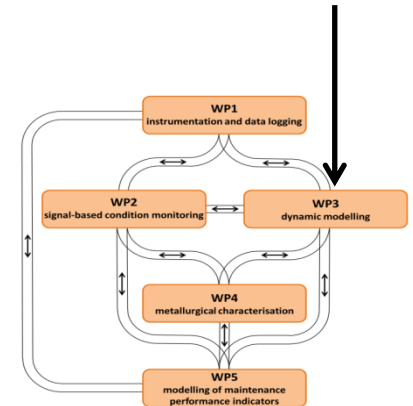 WP1
instrumentation and data logging
WP2
signal-based condition monitoring
WP3
dynamic modelling
WP4
metallurgical characterisation
WP5
modelling of maintenance
performance indicators